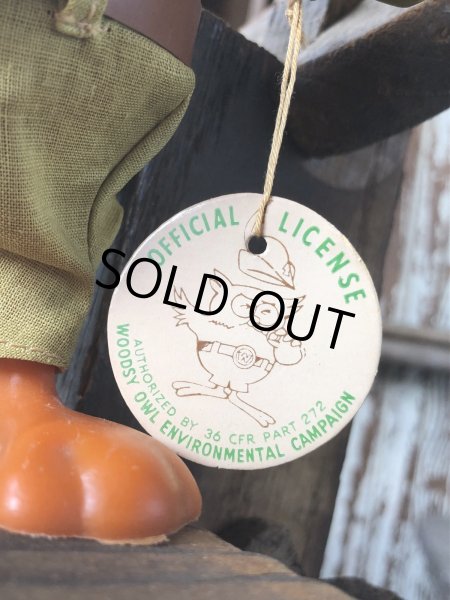 OFFICIAL LICENSE
SOLD OUT
AUTHORIZED BY 36 CFR PART 272
WOODSY OWL ENVIRONMENTAL CAMPAIGN